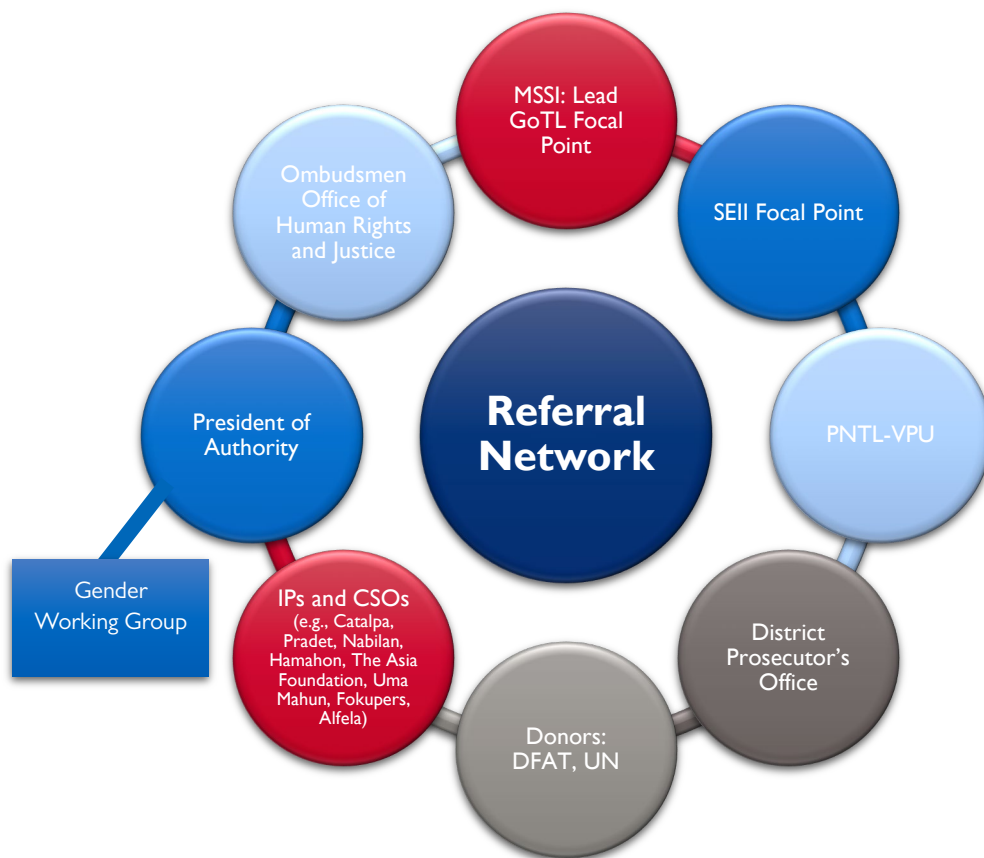 MSSI: Lead
GoTL Focal
Point
SEII Focal Point
PNTL-VPU
District
Prosecutor's
Office
Donors:
DFAT, UN
IPs and CSOs
(e.g., Catalpa,
Pradet, Nabilan,
Hamahon, The Asia
Foundation, Uma
Mahun, Fokupers,
Alfela)
President of
Authority
Gender
Working Group
Ombudsmen
Office of
Human Rights
and Justice
Referral
Network